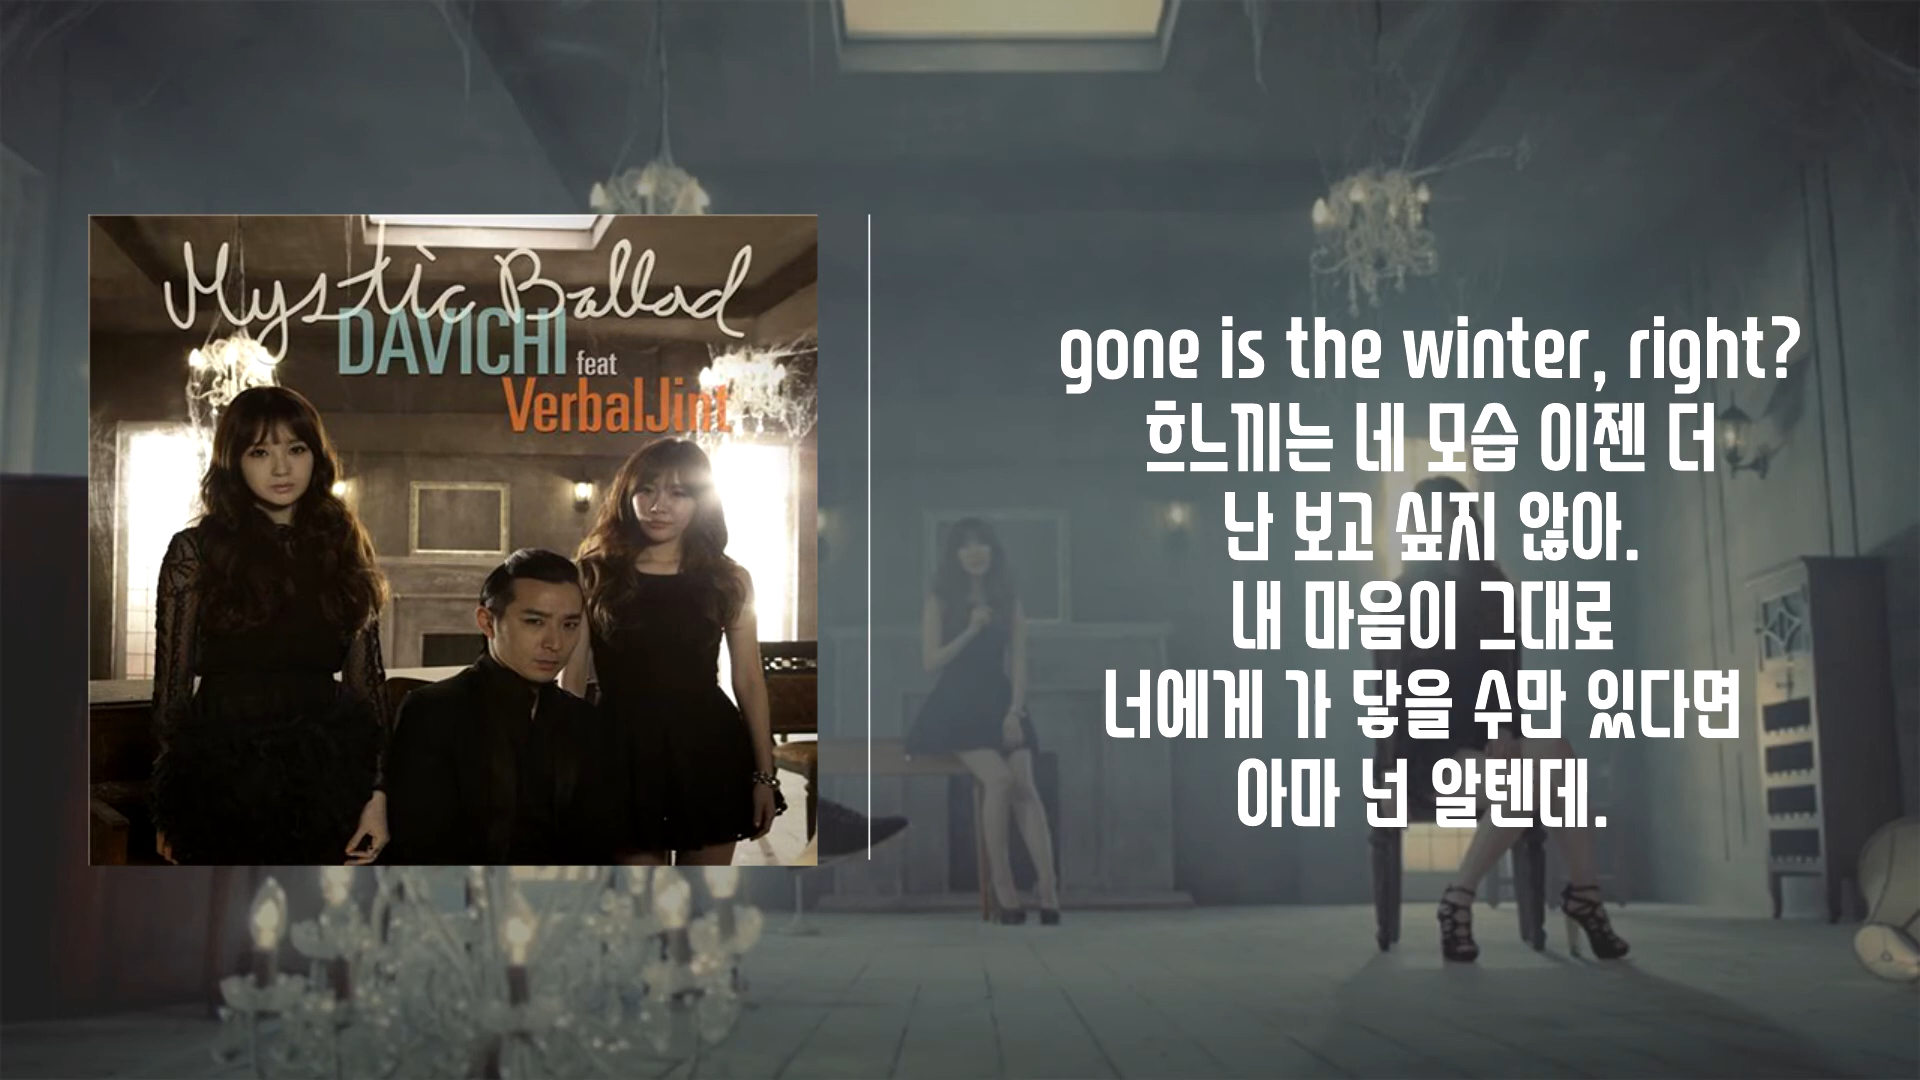 Mystic Ballad
DAVICHI feat
VerbalJint
gone is the winter, right?
흐느끼는 네 모습 이젠 더
난 보고 싶지 않아.
내 마음이 그대로
너에게 가 닿을 수만 있다면
아마 넌 알텐데.